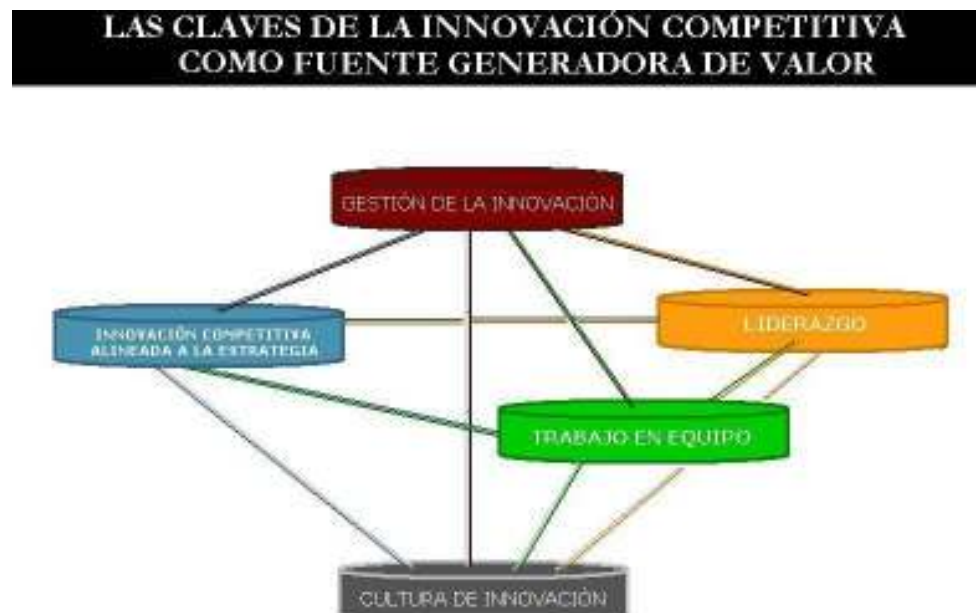 LAS CLAVES DE LA INNOVACIÓN COMPETITIVA
COMO FUENTE GENERADORA DE VALOR
GESTIÓN DE LA INNOVACIÓN
INNOVACIÓN COMPETITIVA
ALINEADA A LA ESTRATEGIA
LIDERAZGO
TRABAJO EN EQUIPO
CULTURA DE INNOVACIÓN